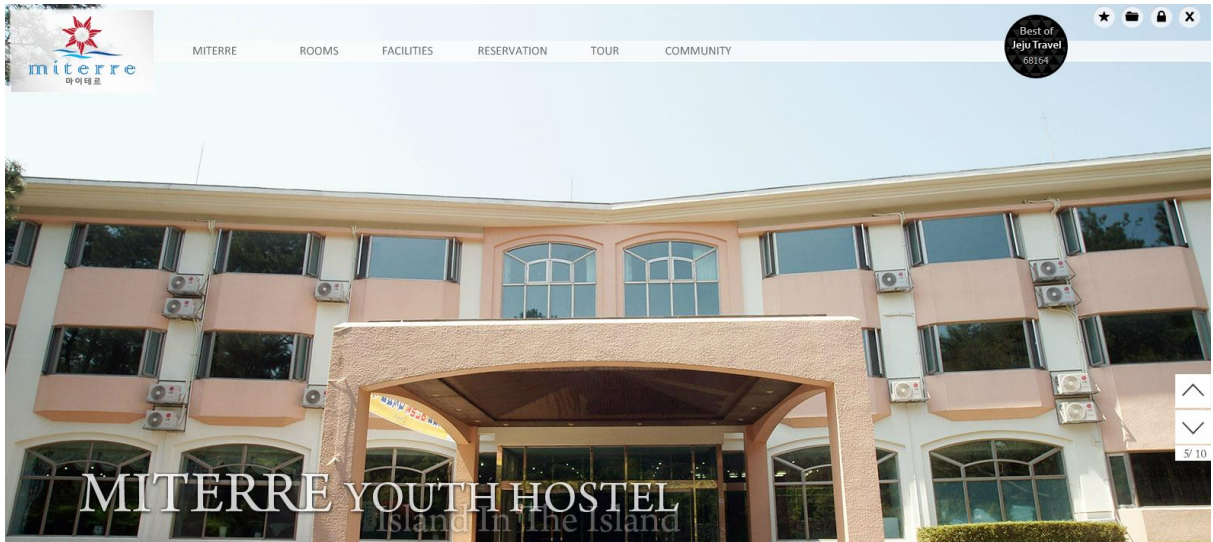 miterre
마이테르
MITERRE ROOMS FACILITIES RESERVATION TOUR COMMUNITY
Best of
Jeju Travel
68164
X
MITERRE YOUTH HOSTEL
Island In The Island
5/ 10